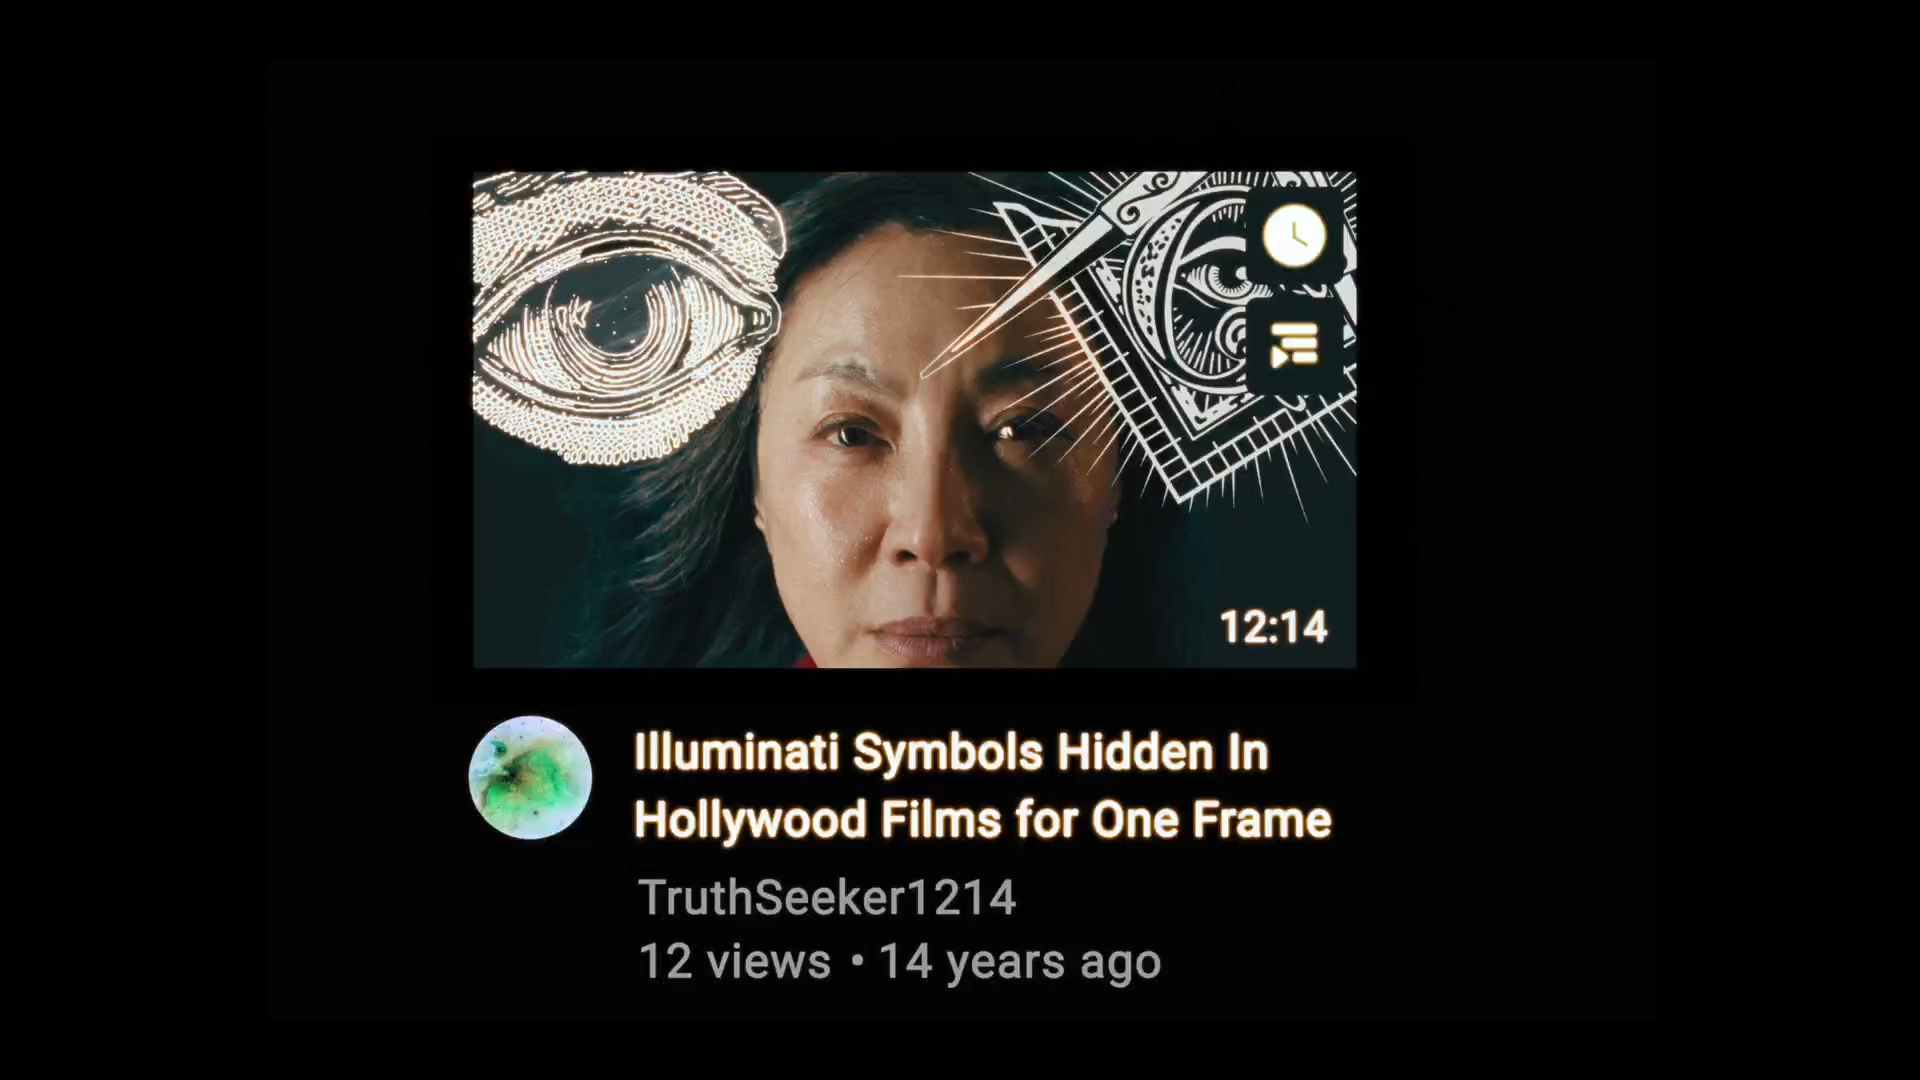 12:14
Illuminati Symbols Hidden In
Hollywood Films for One Frame
TruthSeeker1214
12 views • 14 years ago